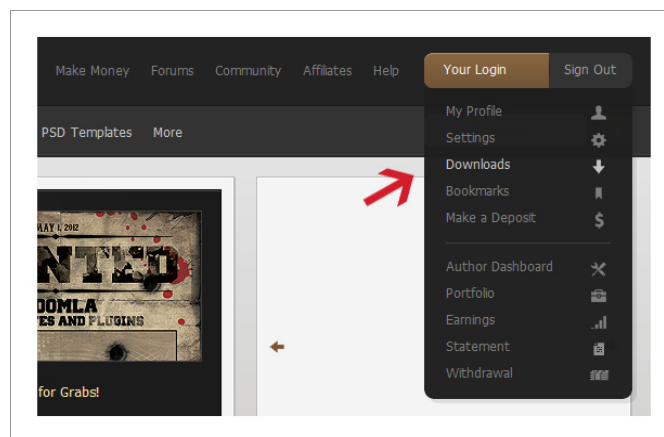 Make Money Forums Community Affiliates Help Your Login Sign Out
PSD Templates More
My Profile
Settings
Downloads
Bookmarks
Make a Deposit
Author Dashboard
Portfolio
Earnings
Statement
Withdrawal
MAY 1, 2012
NTED
OOMLA
ES AND PLUGINS
for Grabs!